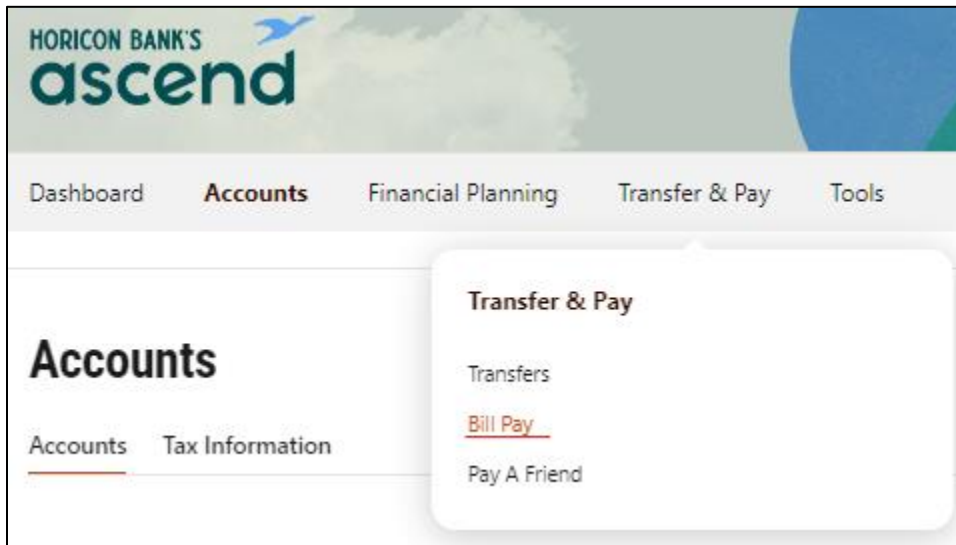 HORICON BANK'S
ascend
Dashboard Accounts Financial Planning Transfer & Pay Tools
Transfer & Pay
Accounts
Transfers
Bill Pay
Accounts Tax Information
Pay A Friend